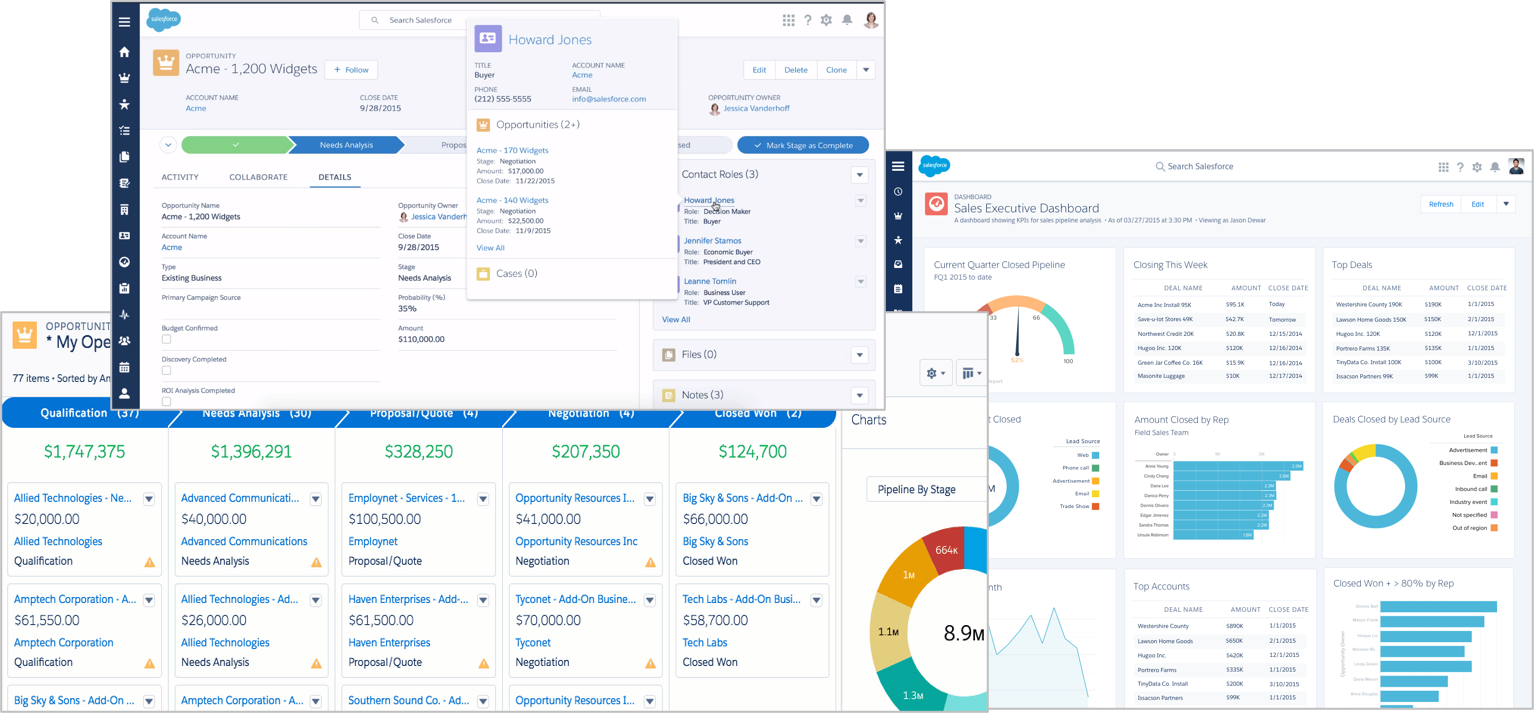 salesforce
Search Salesforce
OPPORTUNITY
Acme - 1,200 Widgets
+ Follow
Edit
Delete
Clone
ACCOUNT NAME
Acme
CLOSE DATE
9/28/2015
OPPORTUNITY OWNER
Jessica Vanderhoff
Needs Analysis
Propos
sed
Mark Stage as Complete
ACTIVITY
COLLABORATE
DETAILS
Opportunity Name
Acme - 1,200 Widgets
Account Name
Acme
Type
Existing Business
Primary Campaign Source
Budget Confirmed
Discovery Completed
ROI Analysis Completed
Opportunity Owner
Jessica Vanderh
Close Date
9/28/2015
Stage
Needs Analysis
Probability (%)
35%
Amount
$110,000.00
Howard Jones
TITLE
Buyer
ACCOUNT NAME
Acme
PHONE
(212) 555-5555
EMAIL
info@salesforce.com
Opportunities (2+)
Acme - 170 Widgets
Stage: Negotiation
Amount: $17,000.00
Close Date: 11/22/2015
Acme - 140 Widgets
Stage: Negotiation
Amount: $22,500.00
Close Date: 11/9/2015
View All
Cases (0)
Contact Roles (3)
Howard Jones
Role: Decision Maker
Title: Buyer
Jennifer Stamos
Role: Economic Buyer
Title: President and CEO
Leanne Tomlin
Role: Business User
Title: VP Customer Support
View All
Files (0)
Notes (3)
OPPORTUNIT
* My Ope
77 items • Sorted by Am
Qualification (37)
Needs Analysis (30)
Proposal/Quote (4)
Negotiation (4)
Closed Won (2)
$1,747,375
$1,396,291
$328,250
$207,350
$124,700
Allied Technologies - Ne...
$20,000.00
Allied Technologies
Qualification
Advanced Communicati...
$40,000.00
Advanced Communications
Needs Analysis
Employnet - Services - 1...
$100,500.00
Employnet
Proposal/Quote
Opportunity Resources I...
$41,000.00
Opportunity Resources Inc
Negotiation
Big Sky & Sons - Add-On ...
$66,000.00
Big Sky & Sons
Closed Won
Amptech Corporation - A...
$61,550.00
Amptech Corporation
Qualification
Allied Technologies - Ad...
$26,000.00
Allied Technologies
Needs Analysis
Haven Enterprises - Add-...
$61,500.00
Haven Enterprises
Proposal/Quote
Tyconet - Add-On Busine...
$70,000.00
Tyconet
Negotiation
Tech Labs - Add-On Busi...
$58,700.00
Tech Labs
Closed Won
Big Sky & Sons - Add-On ...
Amptech Corporation - A...
Southern Sound Co. - Ad...
Opportunity Resources I...
Charts
Pipeline By Stage
664K
1M
1.1M
1.3M
8.9M
salesforce
Search Salesforce
DASHBOARD
Sales Executive Dashboard
A dashboard showing KPIs for sales pipeline analysis • As of 03/27/2015 at 3:30 PM • Viewing as Jason Dewar
Refresh
Edit
Current Quarter Closed Pipeline
FQ1 2015 to date
33
66
100
52%
Closing This Week
DEAL NAME AMOUNT CLOSE DATE
Acme Inc Install 95K $95.1K Today
Save-u-lot Stores 49K $42.7K Tomorrow
Northwest Credit 20K $20.8K 12/15/2014
Hugoo Inc. 120K $120K 12/16/2014
Green Jar Coffee Co. 16K $15.9K 12/16/2014
Masonite Luggage $10K 12/17/2014
Top Deals
DEAL NAME AMOUNT CLOSE DATE
Westershire County 190K $190K 1/1/2015
Lawson Home Goods 150K $150K 2/1/2015
Hugoo Inc. 120K $120K 12/1/2015
Portrero Farms 135K $135K 1/1/2015
TinyData Co. Install 100K $100K 3/10/2015
Issacson Partners 99K $99K 1/1/2015
t Closed
Lead Source
Web
Phone call
Advertisement
Email
Trade Show
M
Amount Closed by Rep
Field Sales Team
Owner
Anna Young
Cindy Chang
Dana Lee
Danica Perry
Dennis Olivera
Edgar Jimenez
Sandra Thomas
Ursula Robinson
Deals Closed by Lead Source
Lead Source
Advertisement
Business Dev...ent
Email
Inbound call
Industry event
Not specified
Out of region
nth
Top Accounts
DEAL NAME AMOUNT CLOSE DATE
Westershire County $890K 1/1/2015
Lawson Home Goods $650K 2/1/2015
Hugoo Inc. $420K 12/1/2015
Portrero Farms $335K 1/1/2015
TinyData Co. Install $200K 3/10/2015
Issacson Partners $99K 1/1/2015
Closed Won + > 80% by Rep
Opportunity Owner